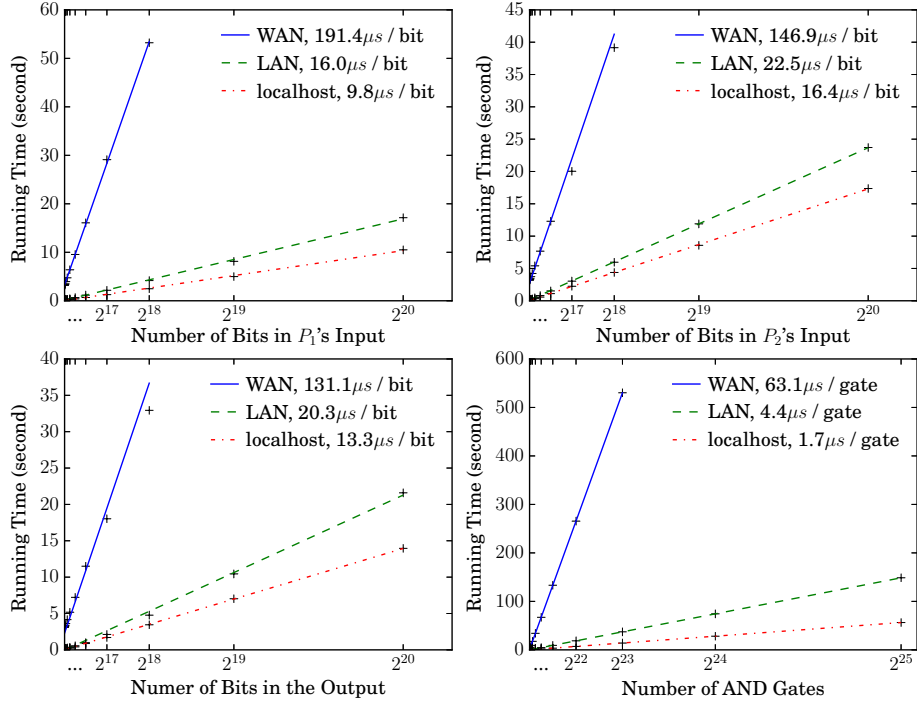 60
50
40
30
20
10
0
Running Time (second)
WAN, 191.4μs / bit
LAN, 16.0μs / bit
localhost, 9.8μs / bit
... 2^17 2^18 2^19 2^20
Number of Bits in P₁'s Input
45
40
35
30
25
20
15
10
5
0
Running Time (second)
WAN, 146.9μs / bit
LAN, 22.5μs / bit
localhost, 16.4μs / bit
... 2^17 2^18 2^19 2^20
Number of Bits in P₂'s Input
40
35
30
25
20
15
10
5
0
Running Time (second)
WAN, 131.1μs / bit
LAN, 20.3μs / bit
localhost, 13.3μs / bit
... 2^17 2^18 2^19 2^20
Numer of Bits in the Output
600
500
400
300
200
100
0
Running Time (second)
WAN, 63.1μs / gate
LAN, 4.4μs / gate
localhost, 1.7μs / gate
... 2^22 2^23 2^24 2^25
Number of AND Gates